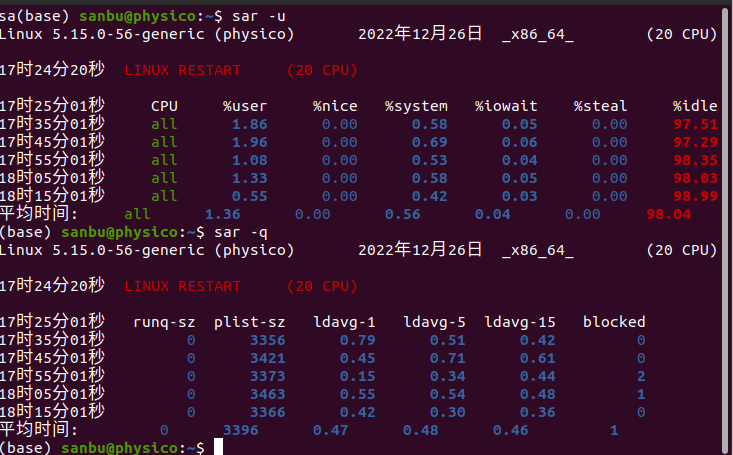 sa(base) sanbu@physico:~$ sar -u
Linux 5.15.0-56-generic (physico) 2022年12月26日 _x86_64_ (20 CPU)
17时24分20秒 LINUX RESTART (20 CPU)
17时25分01秒 CPU %user %nice %system %iowait %steal %idle
17时35分01秒 all 1.86 0.00 0.58 0.05 0.00 97.51
17时45分01秒 all 1.96 0.00 0.69 0.06 0.00 97.29
17时55分01秒 all 1.08 0.00 0.53 0.04 0.00 98.35
18时05分01秒 all 1.33 0.00 0.58 0.05 0.00 98.03
18时15分01秒 all 0.55 0.00 0.42 0.03 0.00 98.99
平均时间: all 1.36 0.00 0.56 0.04 0.00 98.04
(base) sanbu@physico:~$ sar -q
Linux 5.15.0-56-generic (physico) 2022年12月26日 _x86_64_ (20 CPU)
17时24分20秒 LINUX RESTART (20 CPU)
17时25分01秒 runq-sz plist-sz ldavg-1 ldavg-5 ldavg-15 blocked
17时35分01秒 0 3356 0.79 0.51 0.42 0
17时45分01秒 0 3421 0.45 0.71 0.61 0
17时55分01秒 0 3373 0.15 0.34 0.44 2
18时05分01秒 0 3463 0.55 0.54 0.48 1
18时15分01秒 0 3366 0.42 0.30 0.36 0
平均时间: 0 3396 0.47 0.48 0.46 1
(base) sanbu@physico:~$